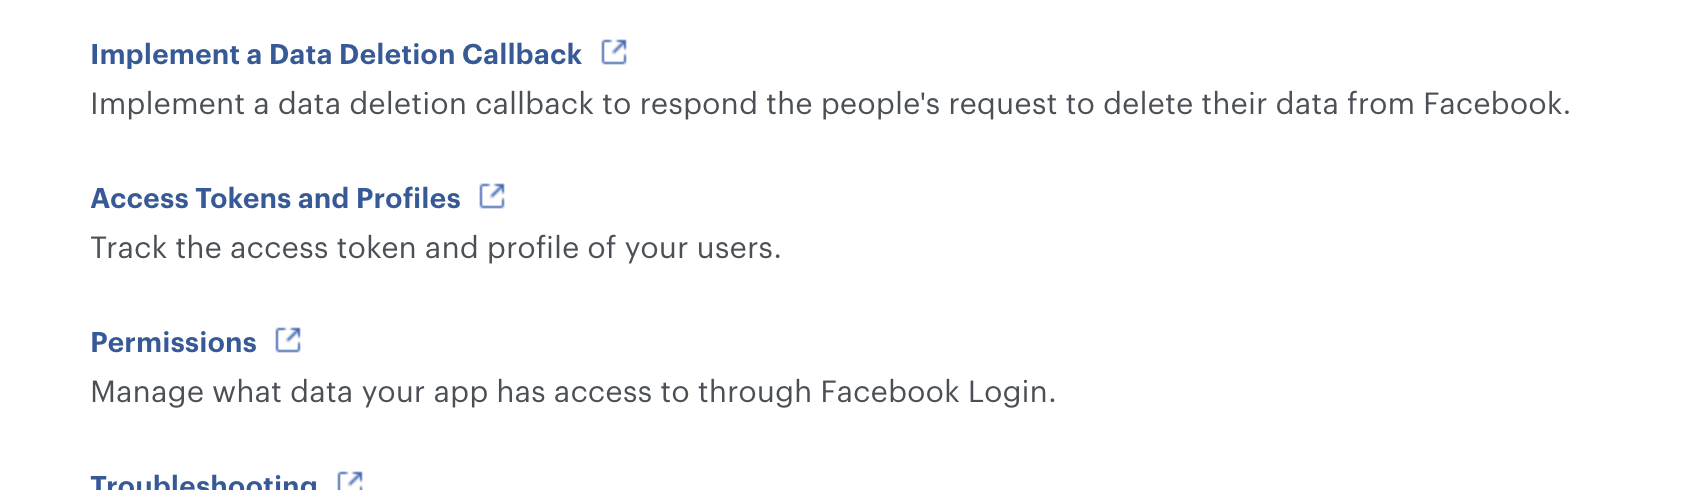 Implement a Data Deletion Callback
Implement a data deletion callback to respond the people's request to delete their data from Facebook.
Access Tokens and Profiles
Track the access token and profile of your users.
Permissions
Manage what data your app has access to through Facebook Login.
Troubleshooting